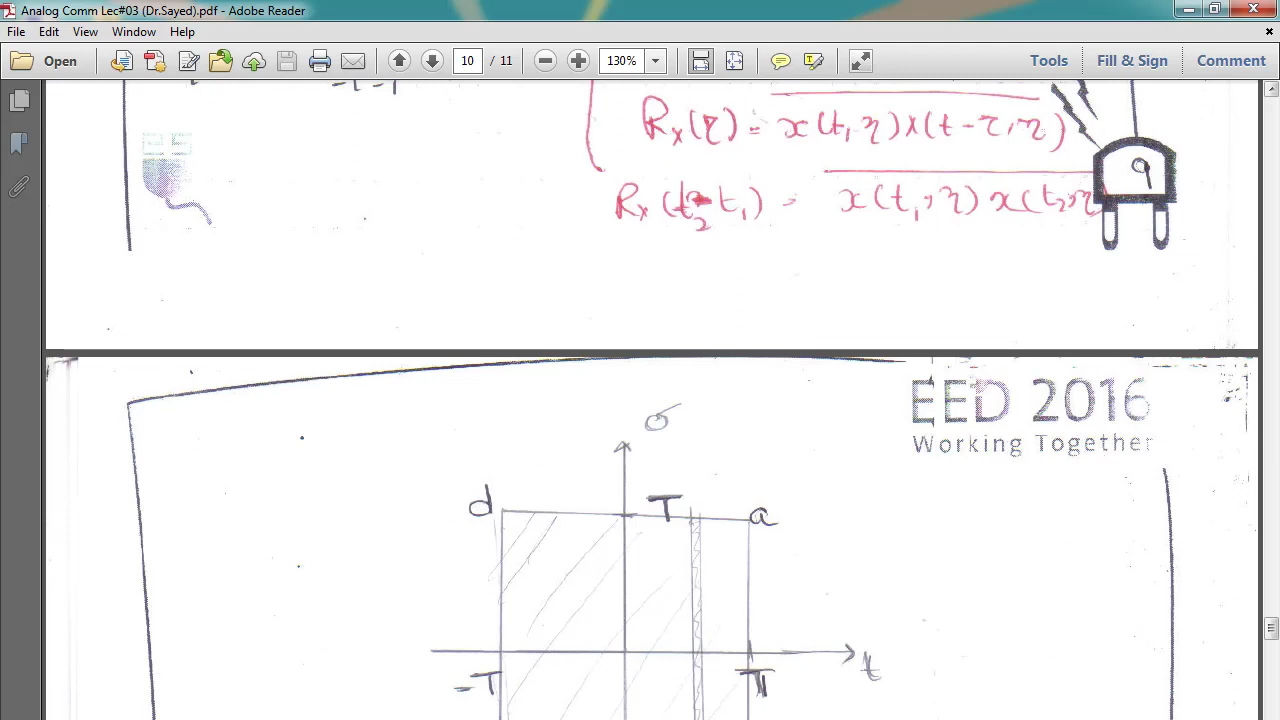 Analog Comm Lec#03 (Dr.Sayed).pdf - Adobe Reader
File Edit View Window Help
Open 10 / 11 130% Tools Fill & Sign Comment
Rx(τ) = x(t, η) x(t - τ, η)
9
Rx(t2 - t1) = x(t1, η) x(t2, η
EED 2016
Working Together
σ
d T a
-T T t